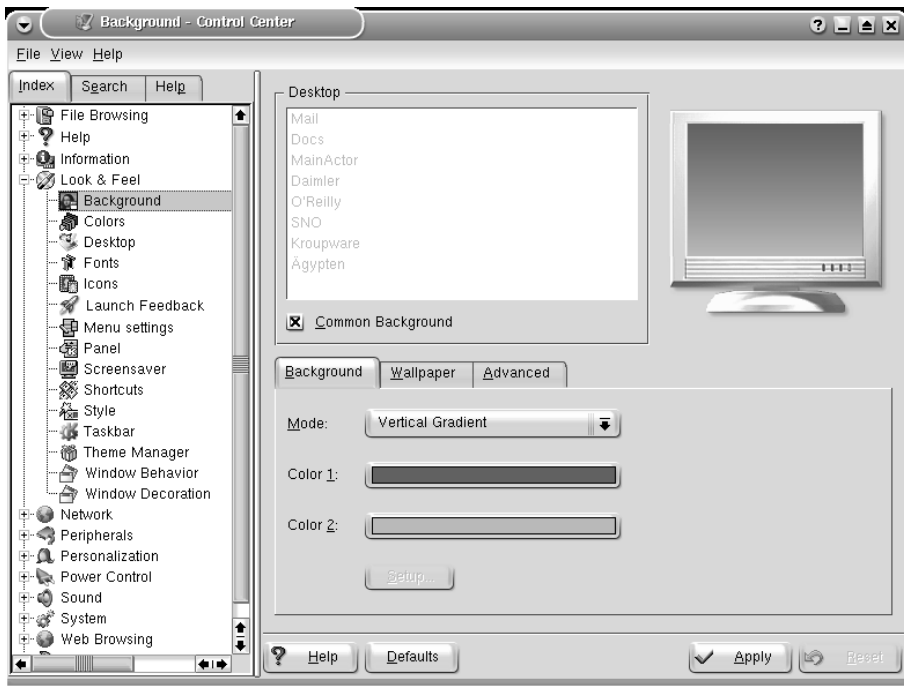 Background - Control Center
File View Help
Index Search Help
File Browsing
Help
Information
Look & Feel
Background
Colors
Desktop
Fonts
Icons
Launch Feedback
Menu settings
Panel
Screensaver
Shortcuts
Style
Taskbar
Theme Manager
Window Behavior
Window Decoration
Network
Peripherals
Personalization
Power Control
Sound
System
Web Browsing
Desktop
Mail
Docs
MainActor
Daimler
O'Reilly
SNO
Kroupware
Ägypten
Common Background
Background Wallpaper Advanced
Mode: Vertical Gradient
Color 1:
Color 2:
Setup...
Help Defaults Apply Reset